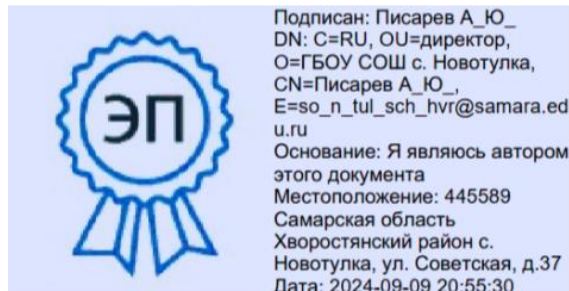 ЭП
Подписан: Писарев А_Ю_
DN: C=RU, OU=директор,
O=ГБОУ СОШ с. Новотулка,
CN=Писарев А_Ю_,
E=so_n_tul_sch_hvr@samara.ed
u.ru
Основание: Я являюсь автором
этого документа
Местоположение: 445589
Самарская область
Хворостянский район с.
Новотулка, ул. Советская, д.37
Дата: 2024-09-09 20:55:30